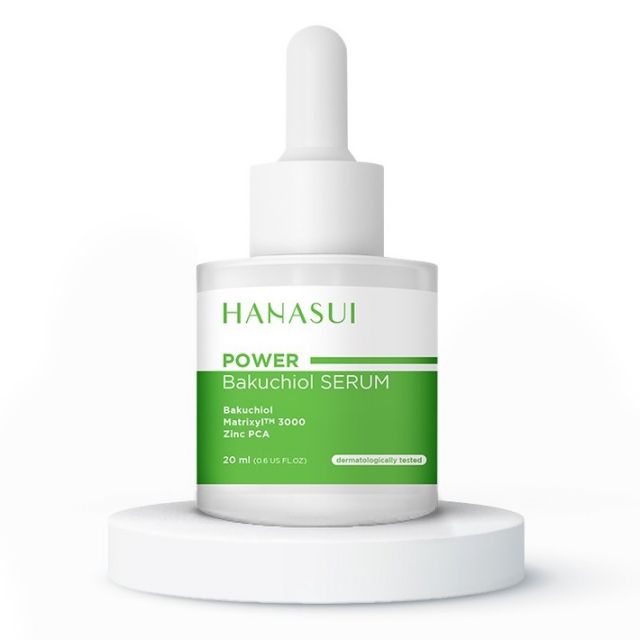 HANASUI
POWER
Bakuchiol SERUM
Bakuchiol
Matrixyl™ 3000
Zinc PCA
20 ml (0.6 US FL.OZ)
dermatologically tested